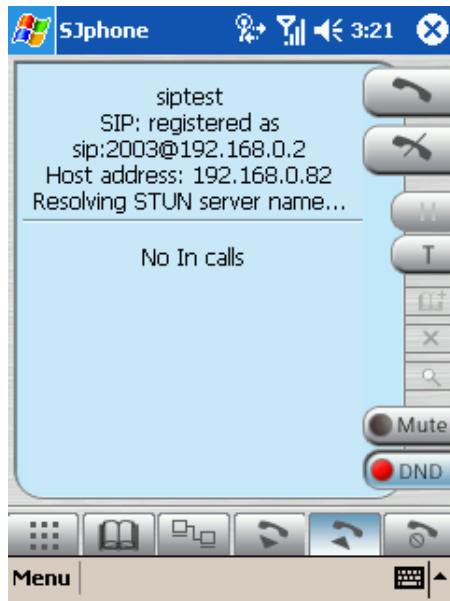 SJphone
3:21
siptest
SIP: registered as
sip:2003@192.168.0.2
Host address: 192.168.0.82
Resolving STUN server name...
No In calls
H
T
Mute
DND
Menu